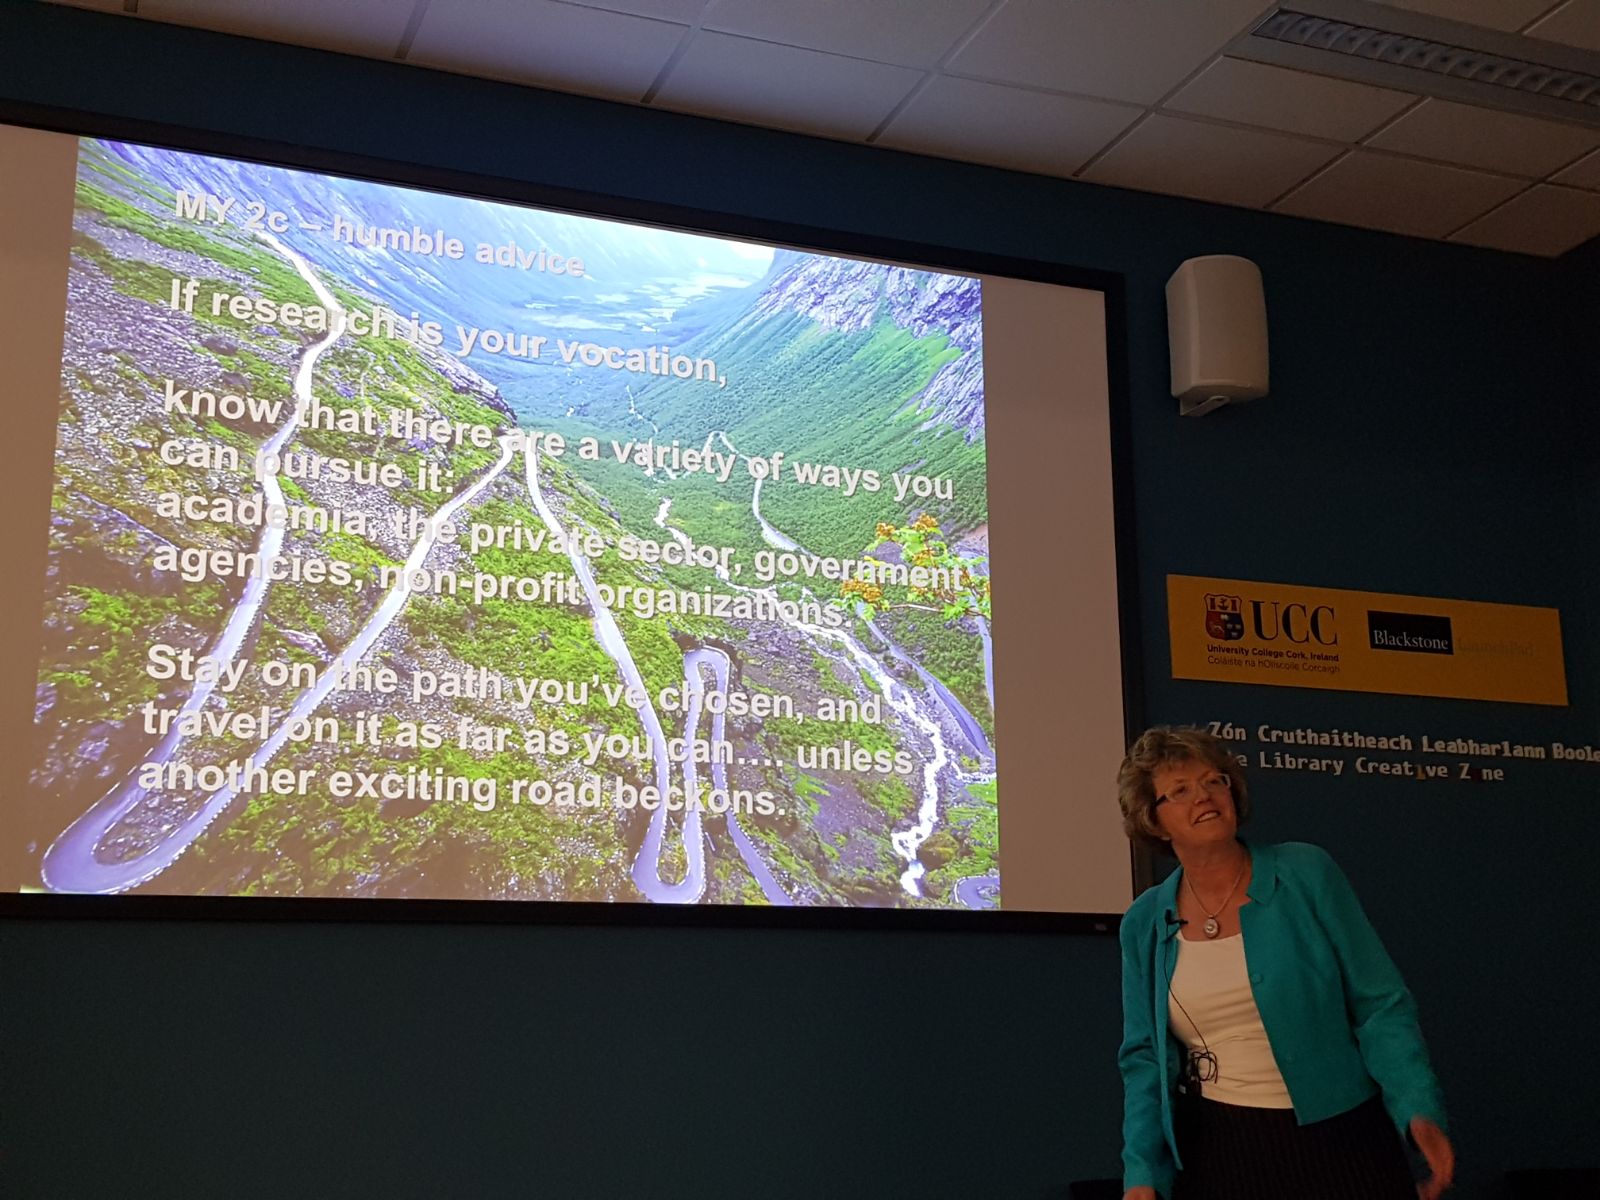 MY 2c – humble advice
If research is your vocation,
know that there are a variety of ways you
can pursue it:
academia, the private sector, government
agencies, non-profit organizations.
Stay on the path you've chosen, and
travel on it as far as you can…. unless
another exciting road beckons.
UCC
University College Cork, Ireland
Coláiste na hOllscoile Corcaigh
Blackstone LaunchPad
Zón Cruthaitheach Leabharlann Boole
Library Creative Zone